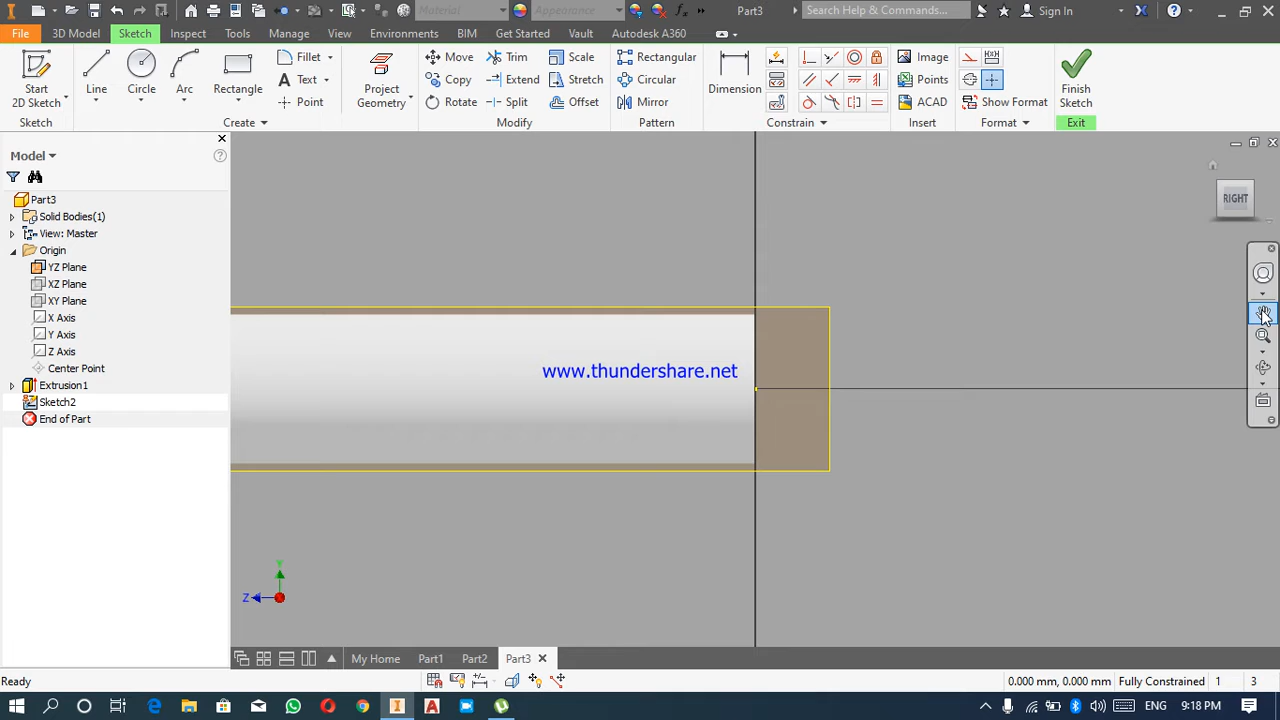 Material
Appearance
Part3
Search Help & Commands...
Sign In
File
3D Model
Sketch
Inspect
Tools
Manage
View
Environments
BIM
Get Started
Vault
Autodesk A360
Start
2D Sketch
Line
Circle
Arc
Rectangle
Fillet
Text
Point
Project
Geometry
Move
Copy
Rotate
Trim
Extend
Split
Scale
Stretch
Offset
Rectangular
Circular
Mirror
Dimension
Image
Points
ACAD
Show Format
Finish
Sketch
Sketch
Create
Modify
Pattern
Constrain
Insert
Format
Exit
Model
Part3
Solid Bodies(1)
View: Master
Origin
YZ Plane
XZ Plane
XY Plane
X Axis
Y Axis
Z Axis
Center Point
Extrusion1
Sketch2
End of Part
www.thundershare.net
RIGHT
Y
Z
My Home
Part1
Part2
Part3
Ready
0.000 mm, 0.000 mm
Fully Constrained
1
3
ENG
9:18 PM